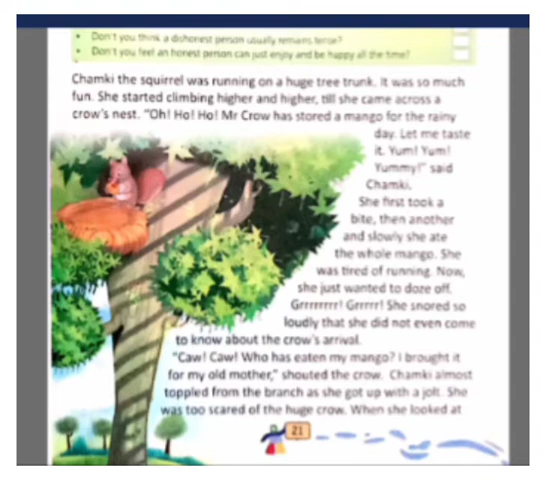 • Don't you think a dishonest person usually remains tense?
• Don't you feel an honest person can just enjoy and be happy all the time?
Chamki the squirrel was running on a huge tree trunk. It was so much
fun. She started climbing higher and higher, till she came across a
crow's nest. "Oh! Ho! Ho! Mr Crow has stored a mango for the rainy
day. Let me taste
it. Yum! Yum!
Yummy!" said
Chamki.
She first took a
bite, then another
and slowly she ate
the whole mango. She
was tired of running. Now,
she just wanted to doze off.
Grrrrrrrr! Grrrrr! She snored so
loudly that she did not even come
to know about the crow's arrival.
"Caw! Caw! Who has eaten my mango? I brought it
for my old mother," shouted the crow. Chamki almost
toppled from the branch as she got up with a jolt. She
was too scared of the huge crow. When she looked at
21